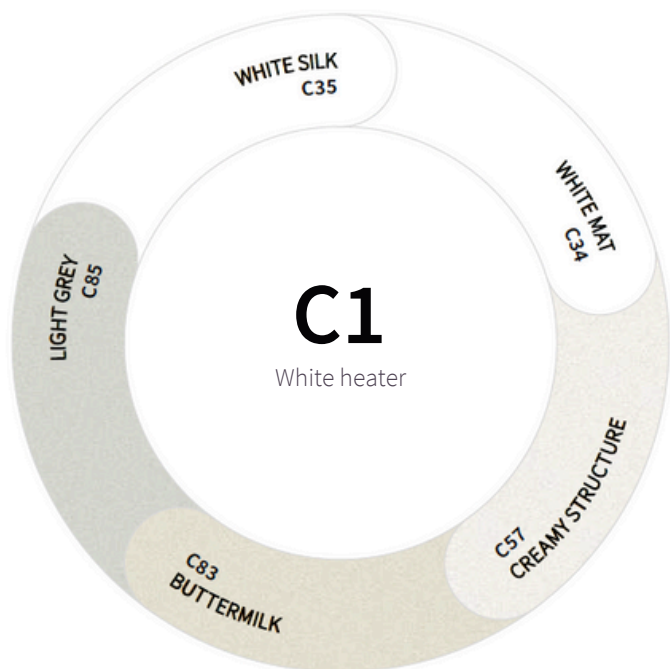 WHITE SILK
C35
WHITE MAT
C34
C57
CREAMY STRUCTURE
C83
BUTTERMILK
LIGHT GREY
C85
C1
White heater